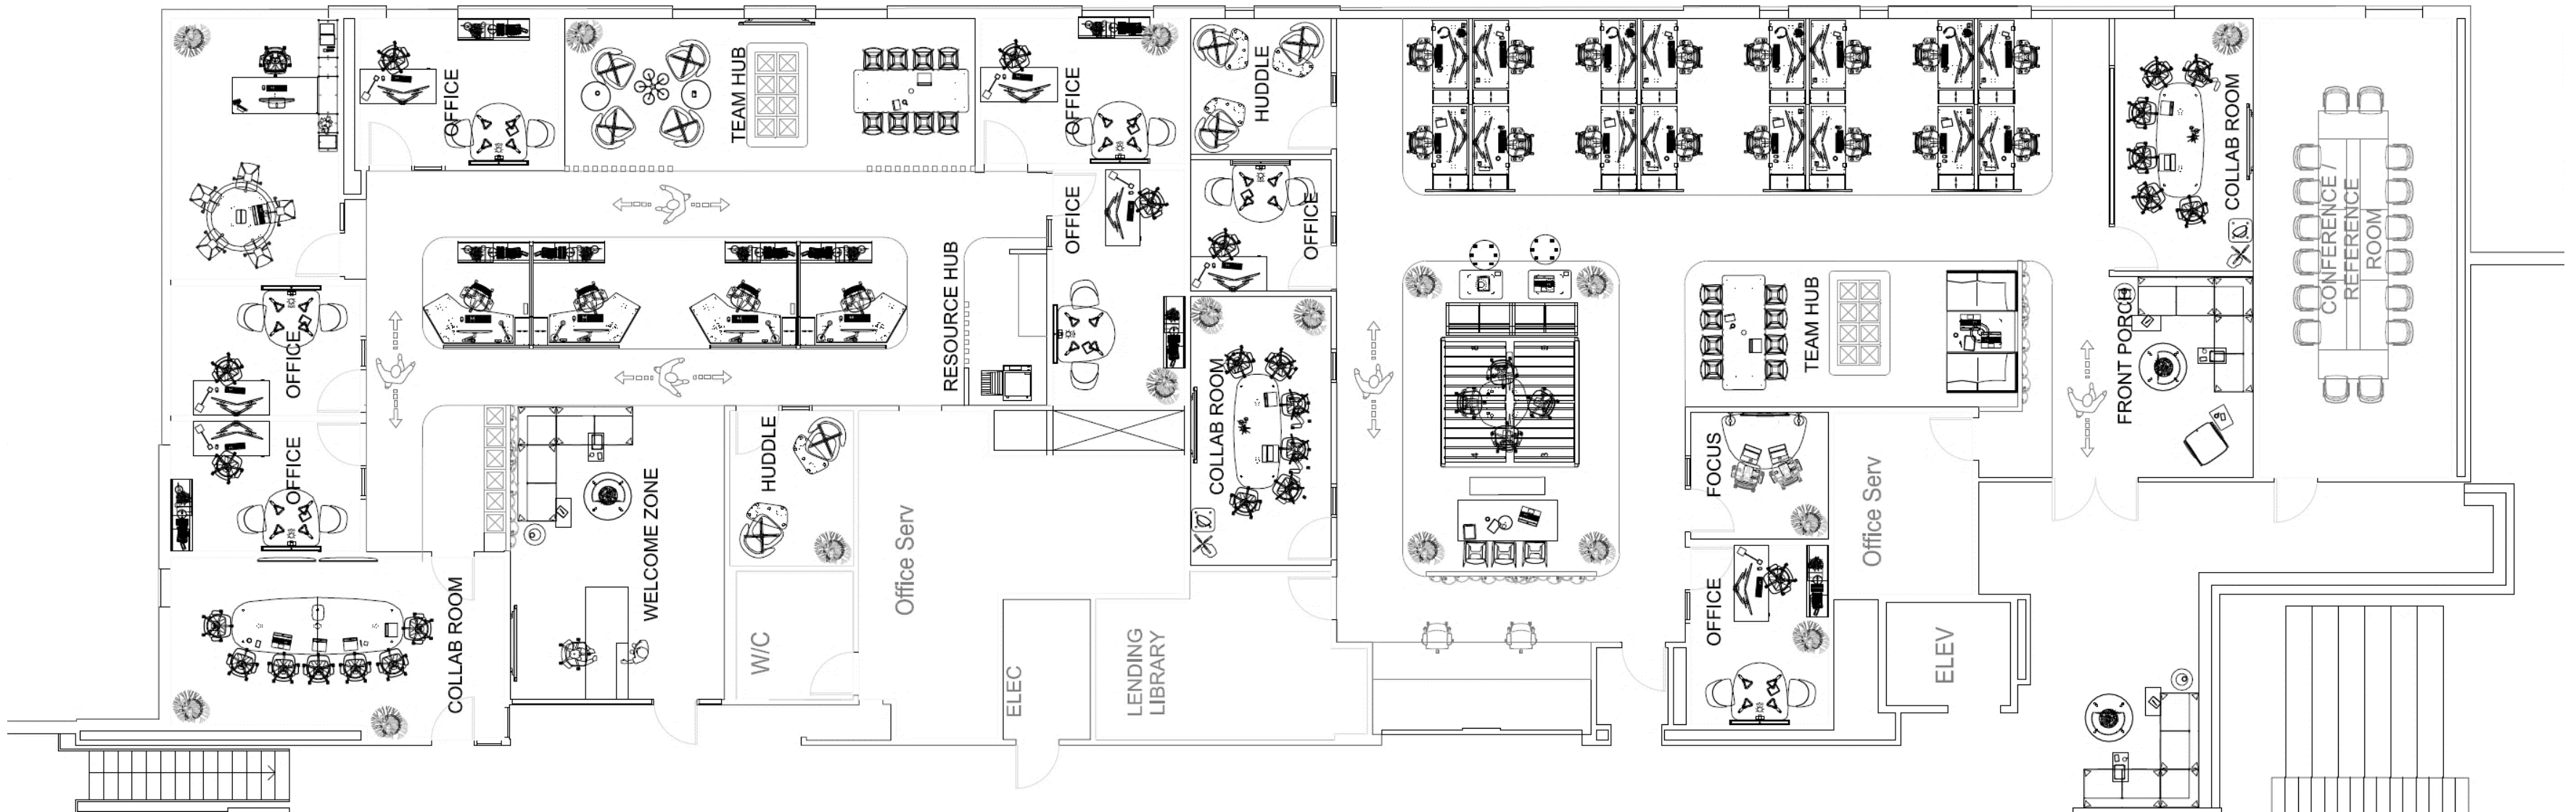 OFFICE
TEAM HUB
OFFICE
HUDDLE
COLLAB ROOM
CONFERENCE /
REFERENCE
ROOM
OFFICE
OFFICE
RESOURCE HUB
TEAM HUB
FRONT PORCH
OFFICE
OFFICE
COLLAB ROOM
WELCOME ZONE
HUDDLE
Office Serv
COLLAB ROOM
FOCUS
Office Serv
OFFICE
W/C
ELEC
LENDING
LIBRARY
ELEV